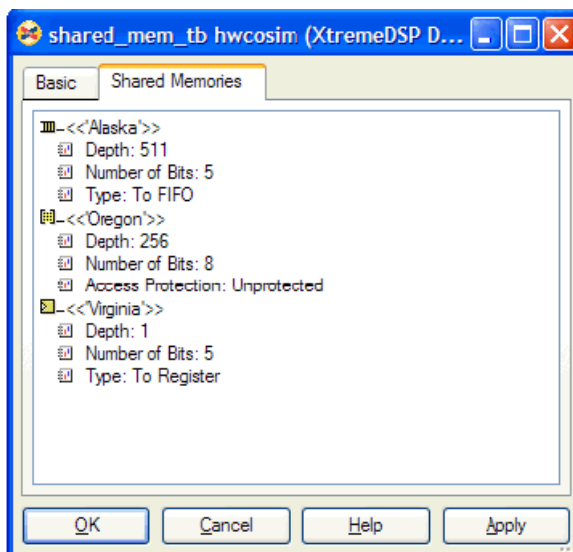 shared_mem_tb hwcosim (XtremeDSP D...
Basic
Shared Memories
<<'Alaska'>>
Depth: 511
Number of Bits: 5
Type: To FIFO
<<'Oregon'>>
Depth: 256
Number of Bits: 8
Access Protection: Unprotected
<<'Virginia'>>
Depth: 1
Number of Bits: 5
Type: To Register
OK
Cancel
Help
Apply